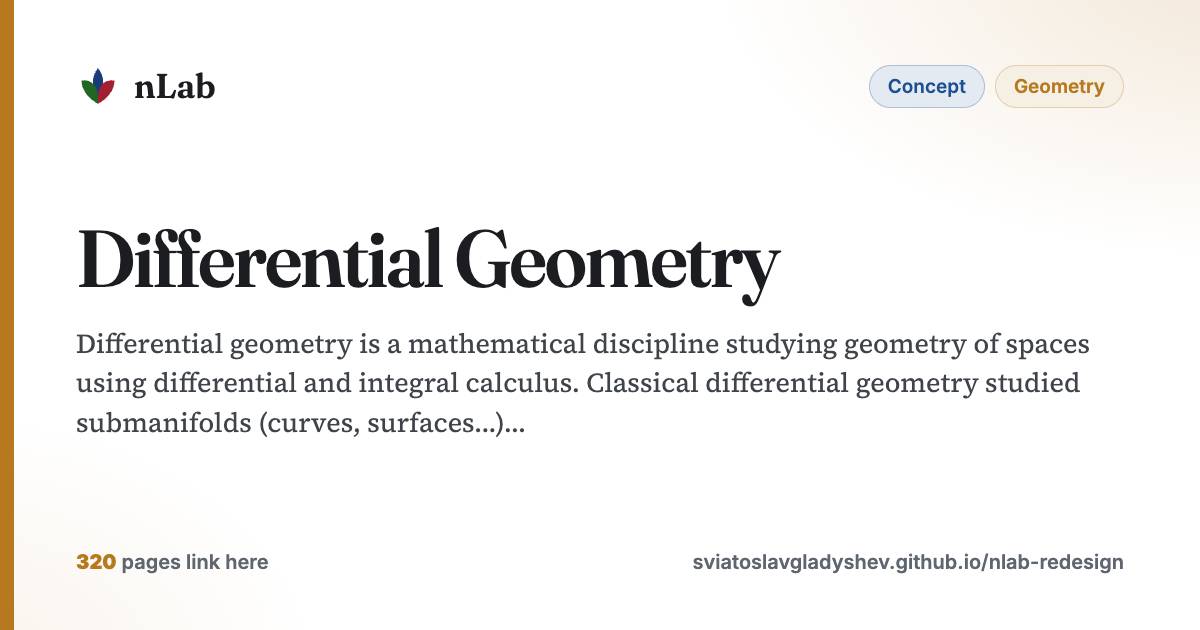 nLab
Concept
Geometry
Differential Geometry
Differential geometry is a mathematical discipline studying geometry of spaces
using differential and integral calculus. Classical differential geometry studied
submanifolds (curves, surfaces…)…
320 pages link here
sviatoslavgladyshev.github.io/nlab-redesign